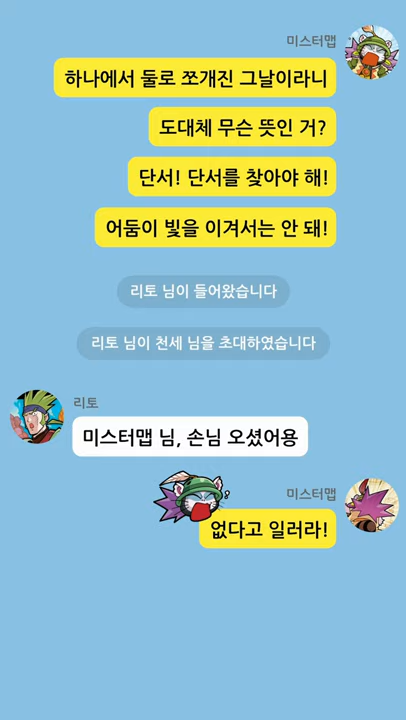 미스터맵
하나에서 둘로 쪼개진 그날이라니
도대체 무슨 뜻인 거?
단서! 단서를 찾아야 해!
어둠이 빛을 이겨서는 안 돼!
리토 님이 들어왔습니다
리토 님이 천세 님을 초대하였습니다
리토
미스터맵 님, 손님 오셨어용
미스터맵
?
없다고 일러라!